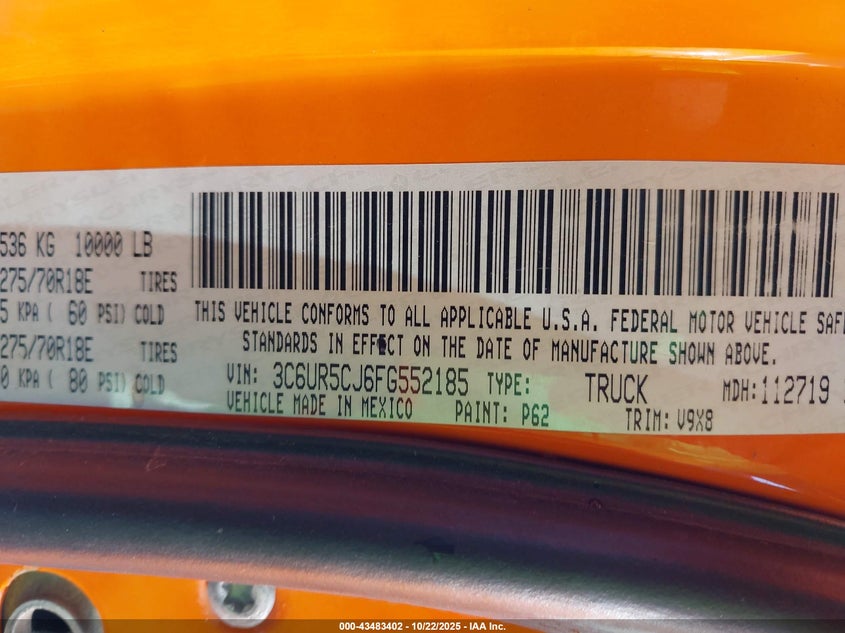 536 KG 10000 LB
275/70R18E TIRES
5 KPA ( 60 PSI) COLD
275/70R18E TIRES
0 KPA ( 80 PSI) COLD
THIS VEHICLE CONFORMS TO ALL APPLICABLE U.S.A. FEDERAL MOTOR VEHICLE SAFE
STANDARDS IN EFFECT ON THE DATE OF MANUFACTURE SHOWN ABOVE.
VIN: 3C6UR5CJ6FG552185 TYPE: TRUCK MDH:112719
VEHICLE MADE IN MEXICO PAINT: P62 TRIM: V9X8
000-43483402 - 10/22/2025 - IAA Inc.